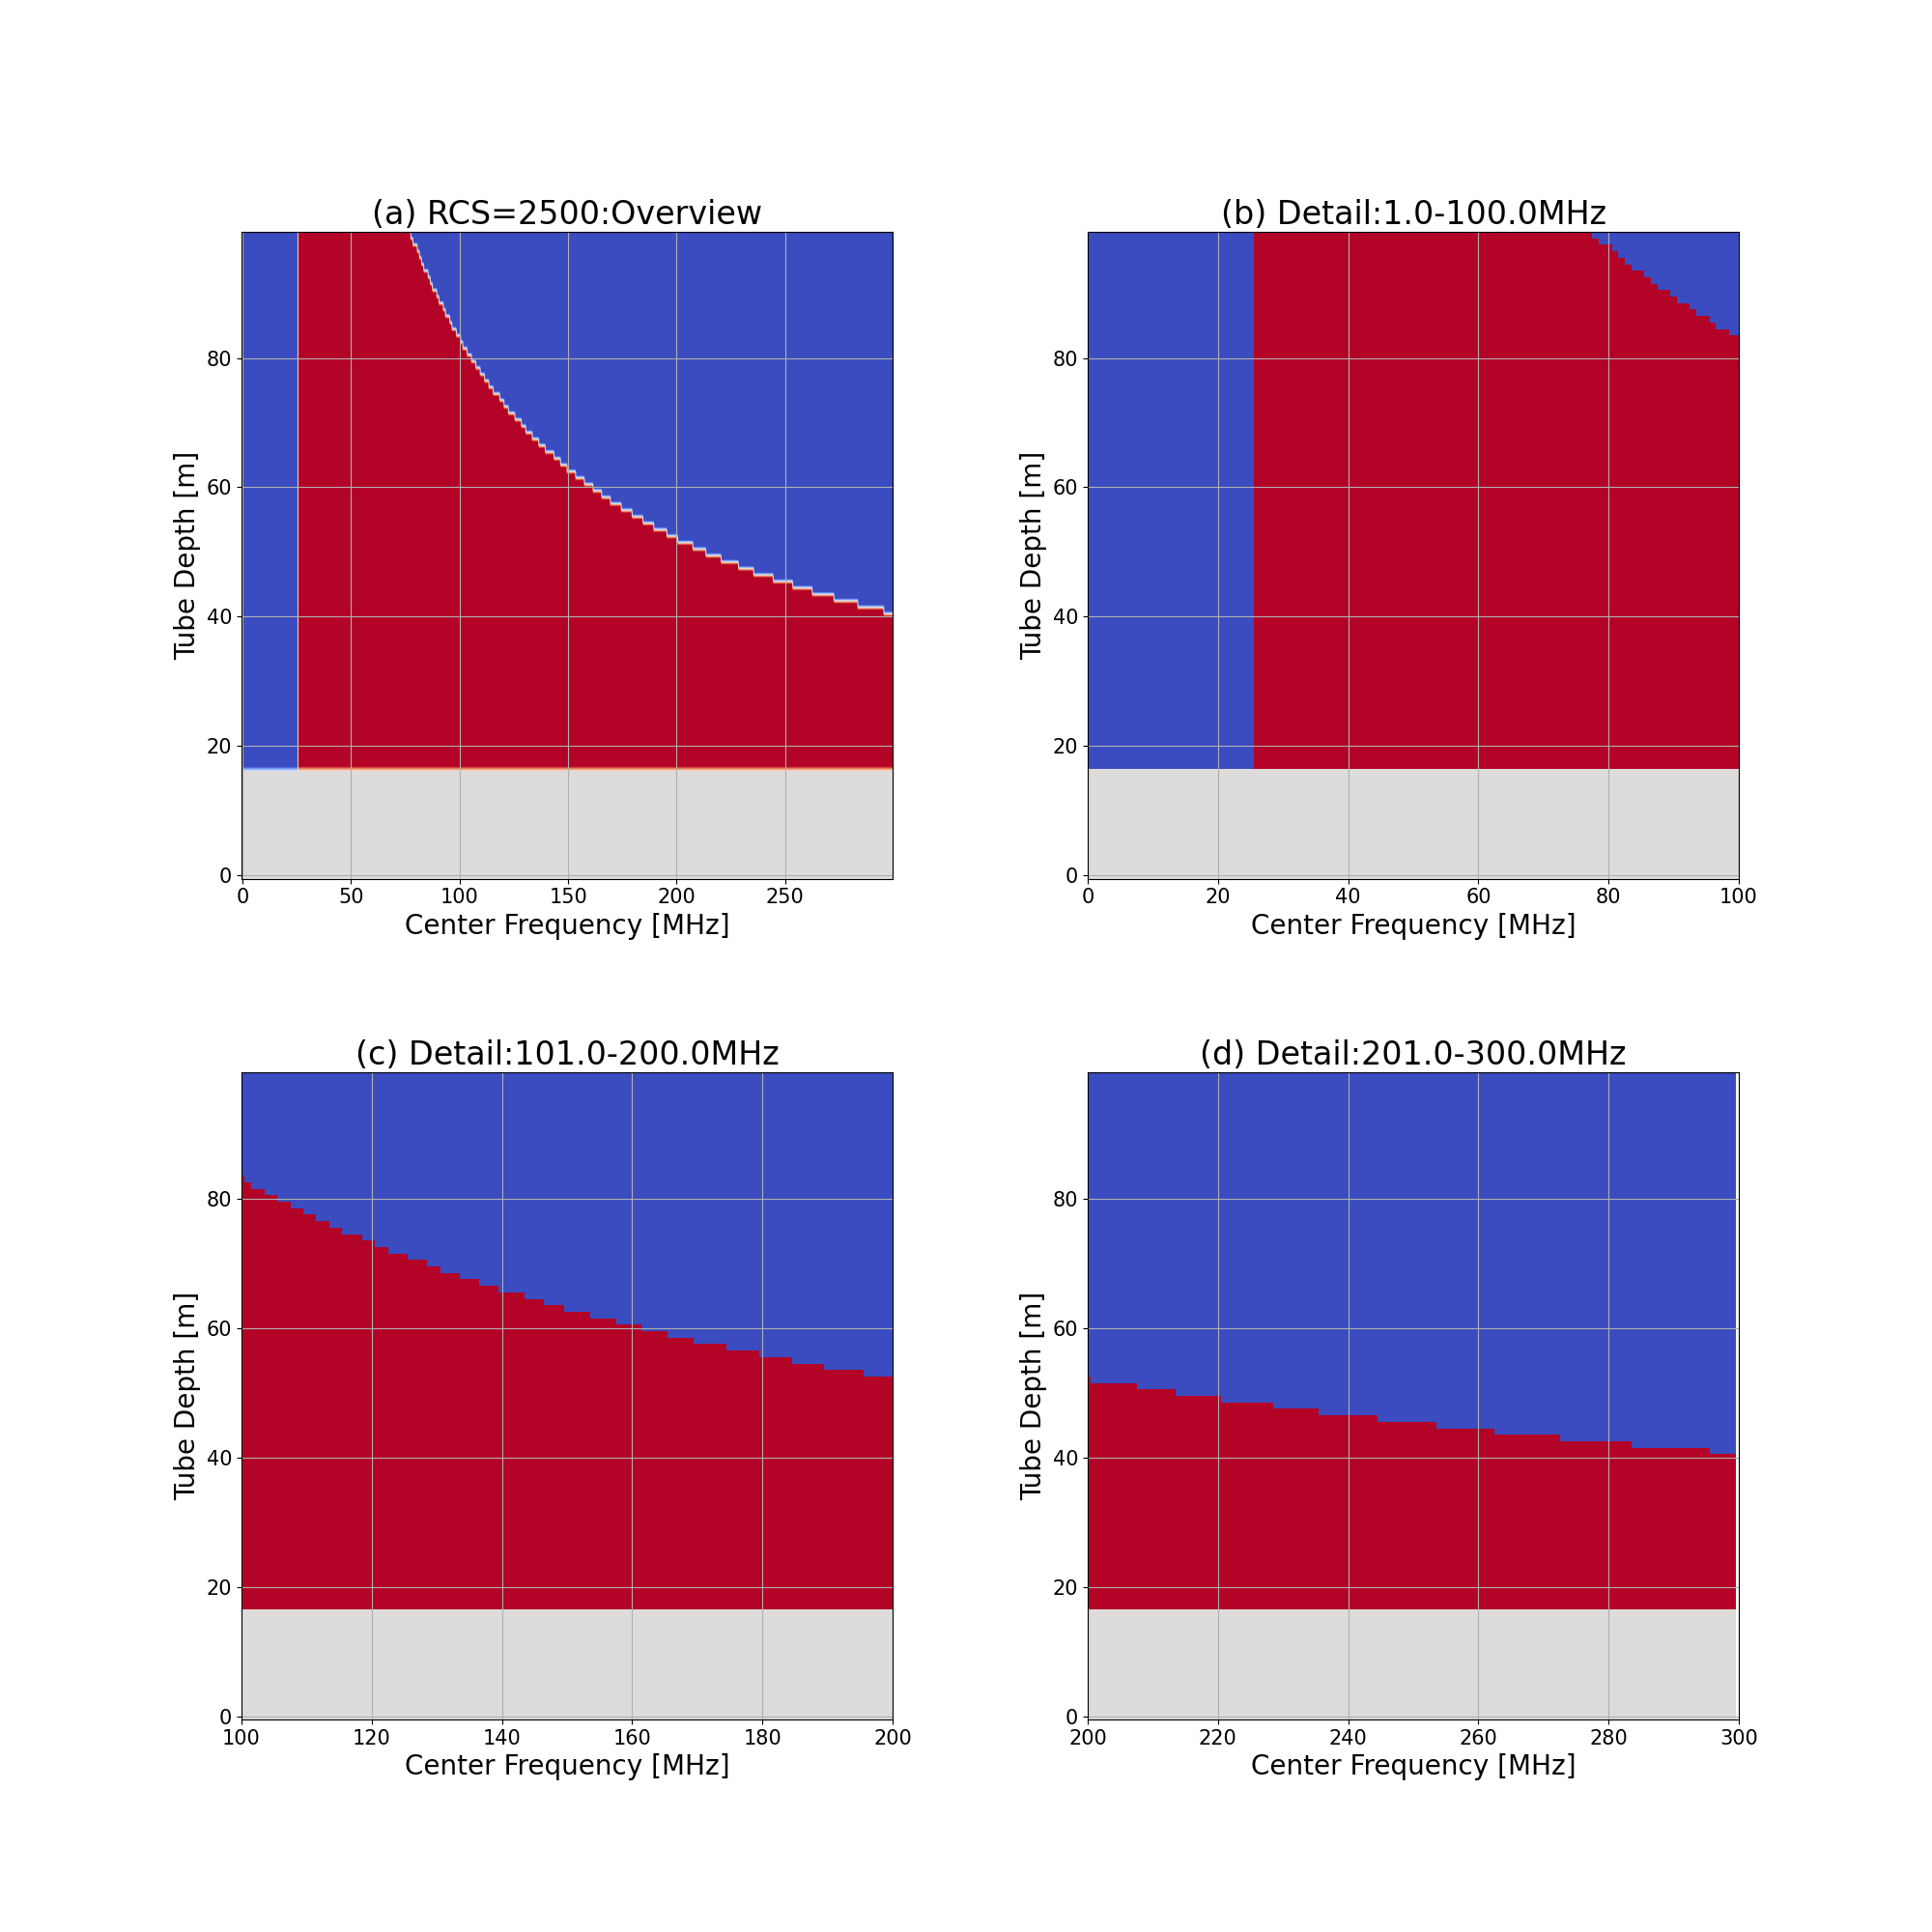 (a) RCS=2500:Overview
Tube Depth [m]
80
60
40
20
0
0 50 100 150 200 250
Center Frequency [MHz]
(b) Detail:1.0-100.0MHz
Tube Depth [m]
80
60
40
20
0
0 20 40 60 80 100
Center Frequency [MHz]
(c) Detail:101.0-200.0MHz
Tube Depth [m]
80
60
40
20
0
100 120 140 160 180 200
Center Frequency [MHz]
(d) Detail:201.0-300.0MHz
Tube Depth [m]
80
60
40
20
0
200 220 240 260 280 300
Center Frequency [MHz]